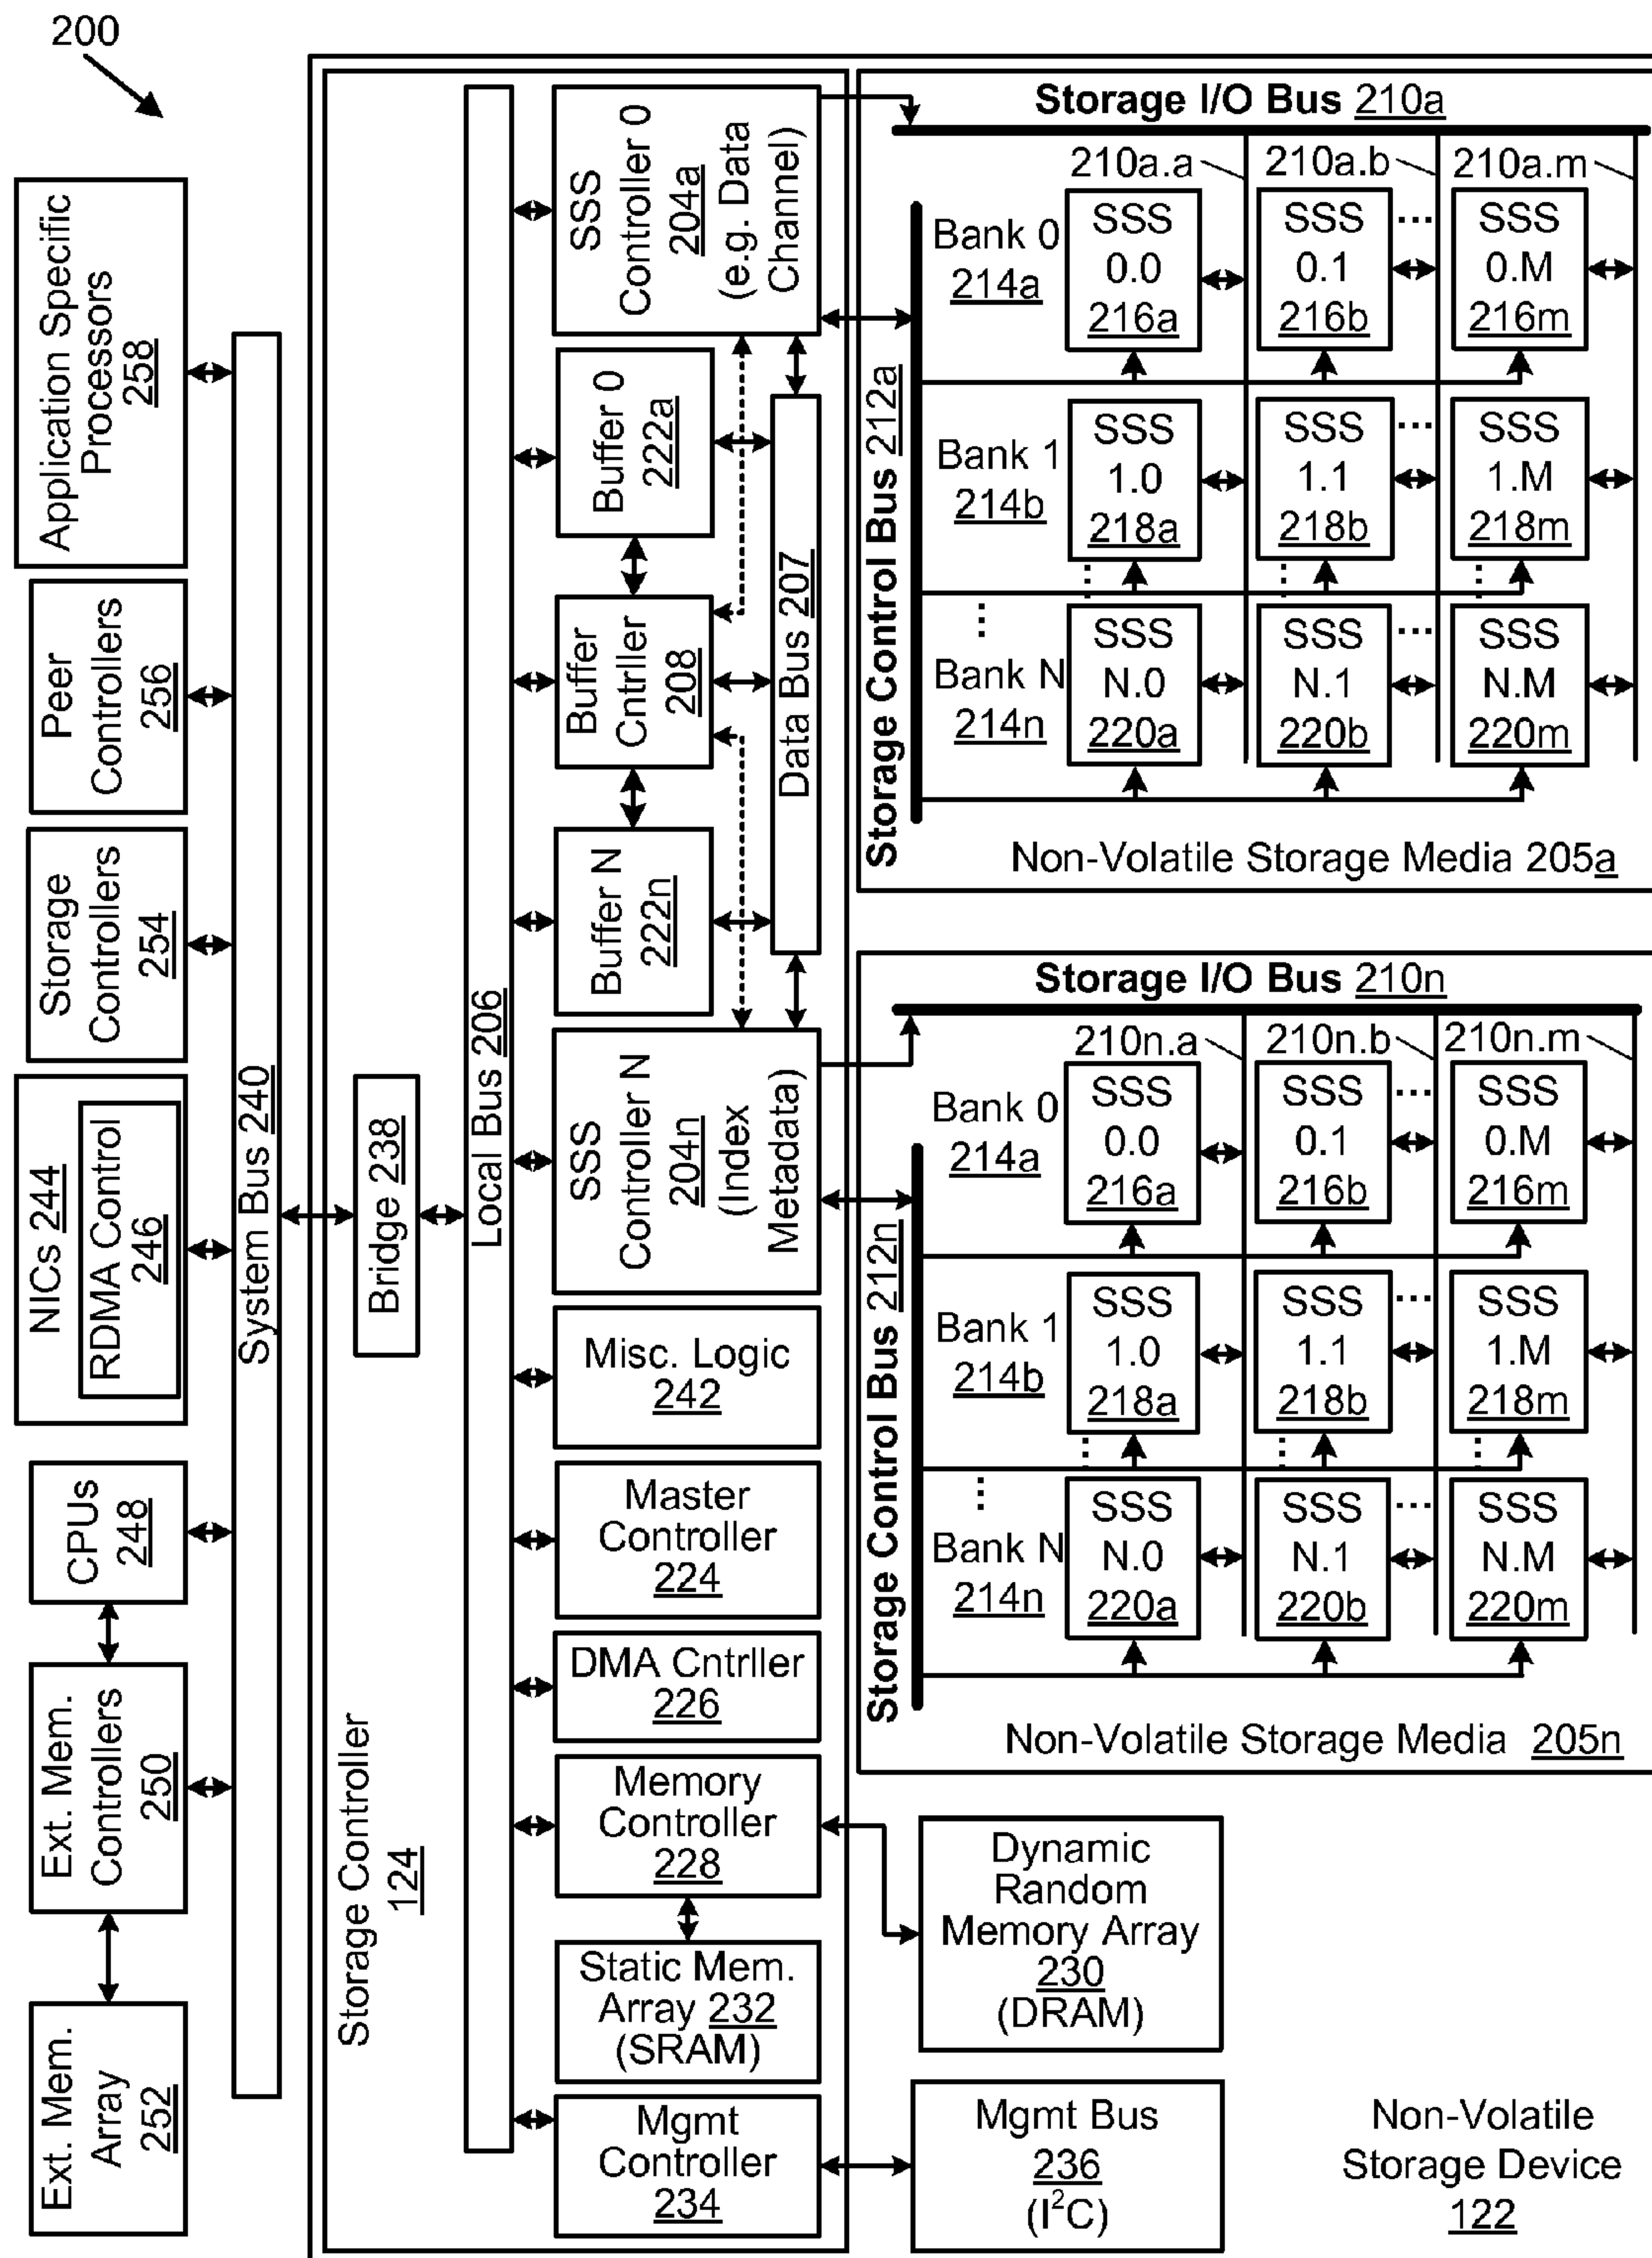 200
Application Specific
Processors
258
Peer
Controllers
256
Storage
Controllers
254
NICs 244
RDMA Control
246
CPUs
248
Ext. Mem.
Controllers
250
Ext. Mem.
Array
252
System Bus 240
Storage Controller
124
Bridge 238
Local Bus 206
SSS
Controller 0
204a
(e.g. Data
Channel)
Buffer 0
222a
Buffer
Cntrller
208
Buffer N
222n
Data Bus 207
SSS
Controller N
204n
(Index
Metadata)
Misc. Logic
242
Master
Controller
224
DMA Cntrller
226
Memory
Controller
228
Static Mem.
Array 232
(SRAM)
Mgmt
Controller
234
Storage I/O Bus 210a
210a.a
210a.b
210a.m
Storage Control Bus 212a
Bank 0
214a
SSS
0.0
216a
SSS
0.1
216b
...
SSS
0.M
216m
Bank 1
214b
SSS
1.0
218a
SSS
1.1
218b
...
SSS
1.M
218m
Bank N
214n
SSS
N.0
220a
SSS
N.1
220b
...
SSS
N.M
220m
Non-Volatile Storage Media 205a
Storage I/O Bus 210n
210n.a
210n.b
210n.m
Storage Control Bus 212n
Bank 0
214a
SSS
0.0
216a
SSS
0.1
216b
...
SSS
0.M
216m
Bank 1
214b
SSS
1.0
218a
SSS
1.1
218b
...
SSS
1.M
218m
Bank N
214n
SSS
N.0
220a
SSS
N.1
220b
...
SSS
N.M
220m
Non-Volatile Storage Media 205n
Dynamic
Random
Memory Array
230
(DRAM)
Mgmt Bus
236
(I²C)
Non-Volatile
Storage Device
122